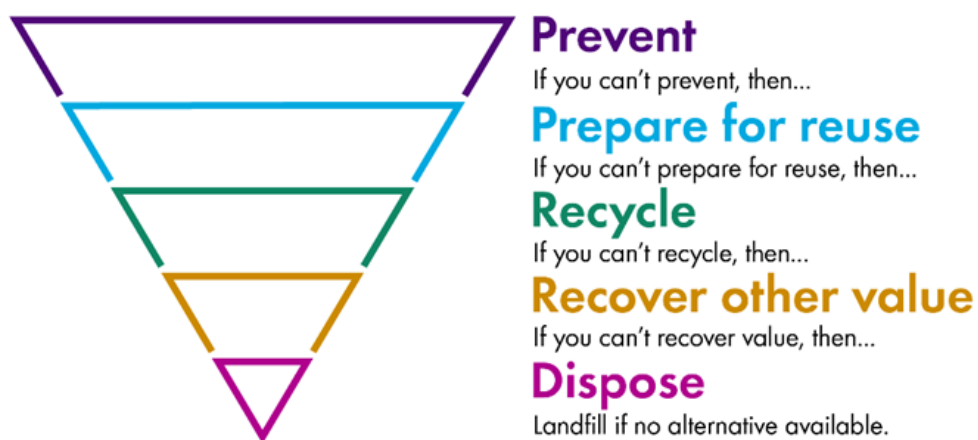 Prevent
If you can't prevent, then...
Prepare for reuse
If you can't prepare for reuse, then...
Recycle
If you can't recycle, then...
Recover other value
If you can't recover value, then...
Dispose
Landfill if no alternative available.